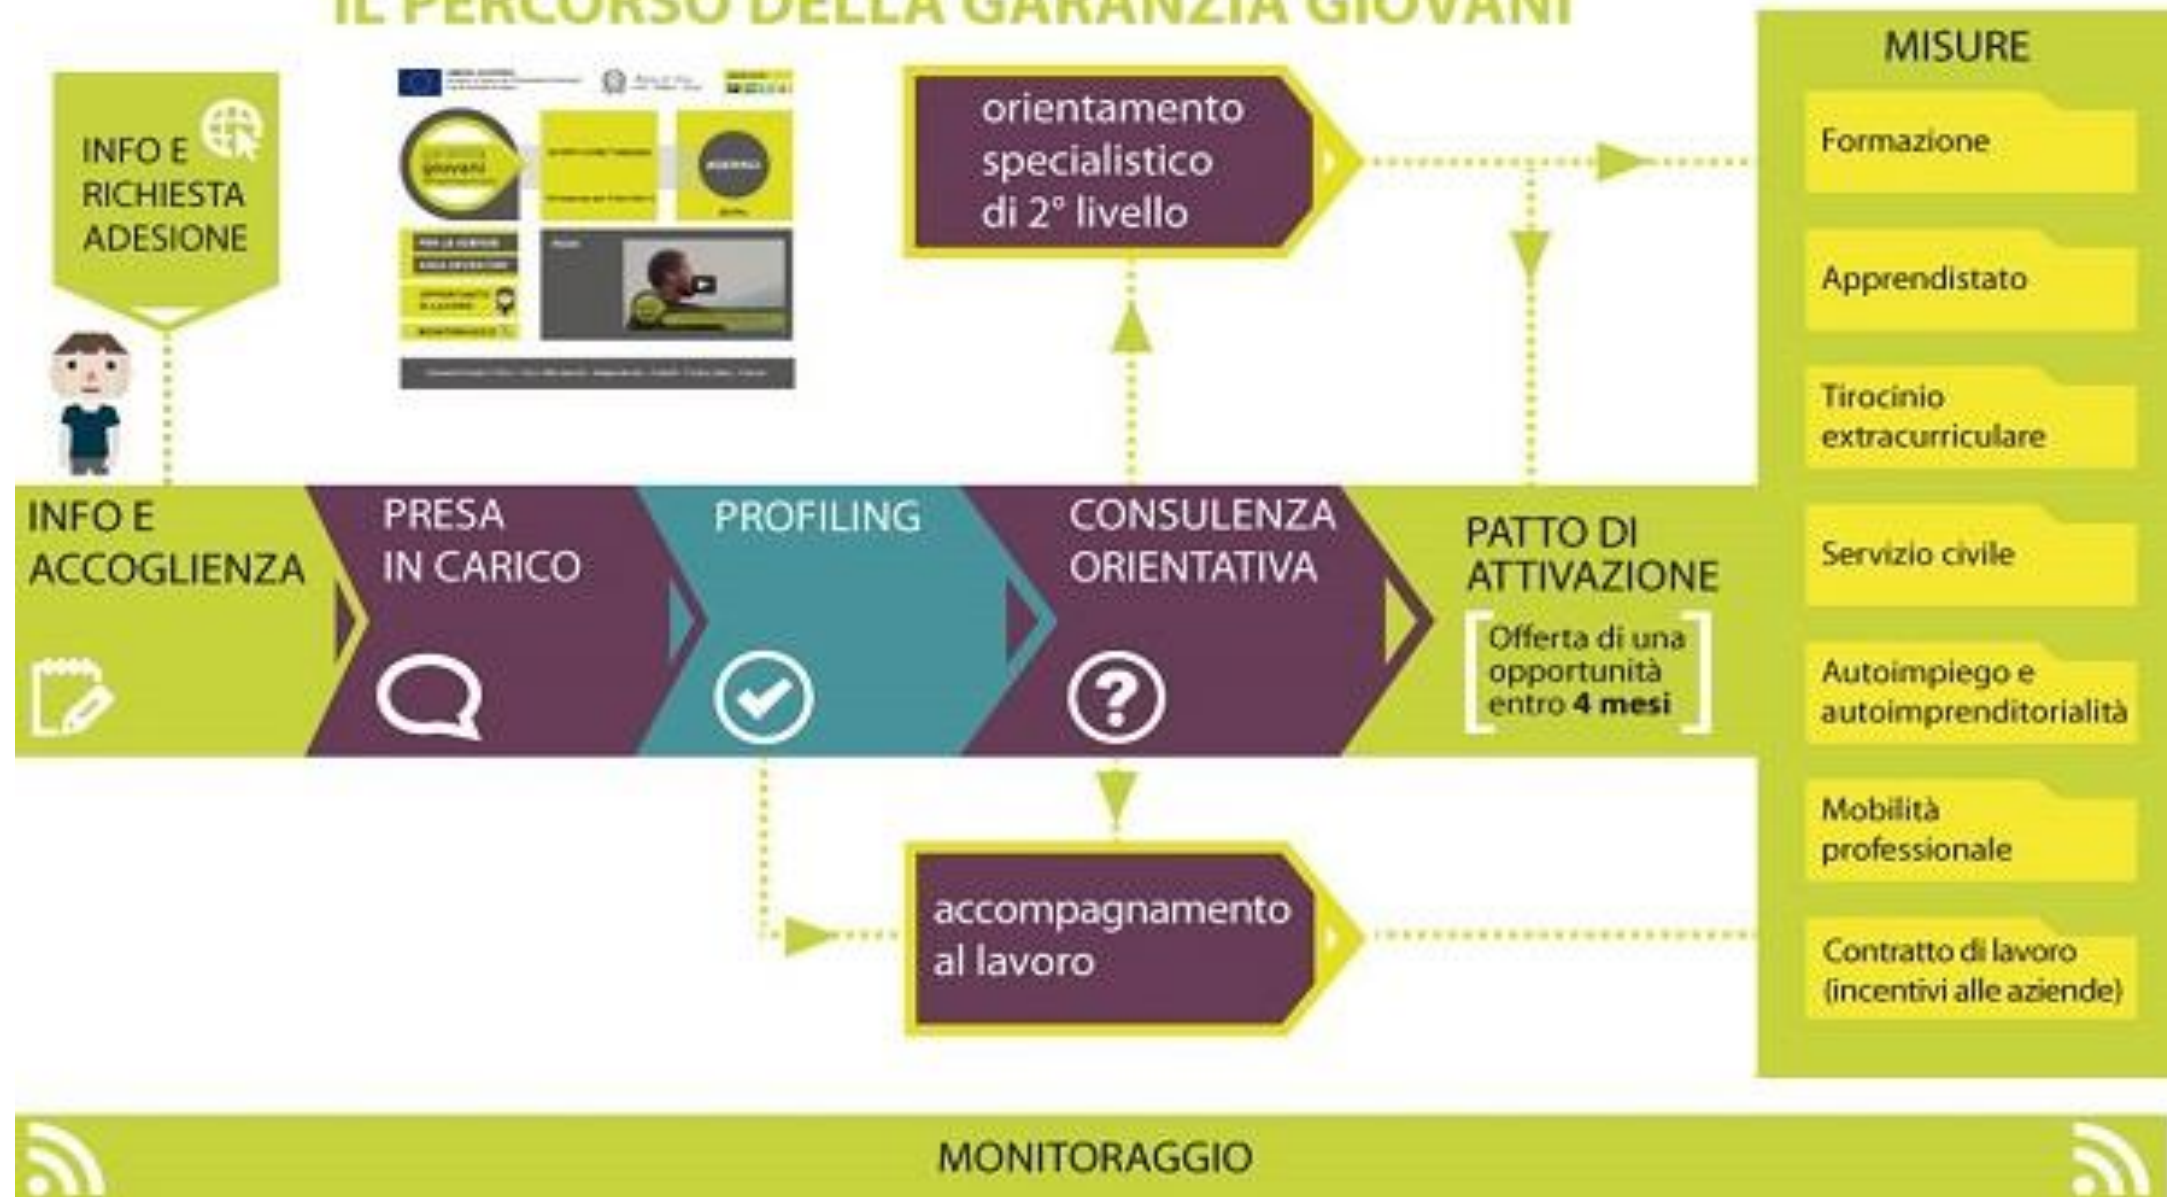 IL PERCORSO DELLA GARANZIA GIOVANI
INFO E
RICHIESTA
ADESIONE
giovani
orientamento
specialistico
di 2° livello
INFO E
ACCOGLIENZA
PRESA
IN CARICO
PROFILING
CONSULENZA
ORIENTATIVA
PATTO DI
ATTIVAZIONE
Offerta di una
opportunità
entro 4 mesi
accompagnamento
al lavoro
MISURE
Formazione
Apprendistato
Tirocinio
extracurriculare
Servizio civile
Autoimpiego e
autoimprenditorialità
Mobilità
professionale
Contratto di lavoro
(incentivi alle aziende)
MONITORAGGIO